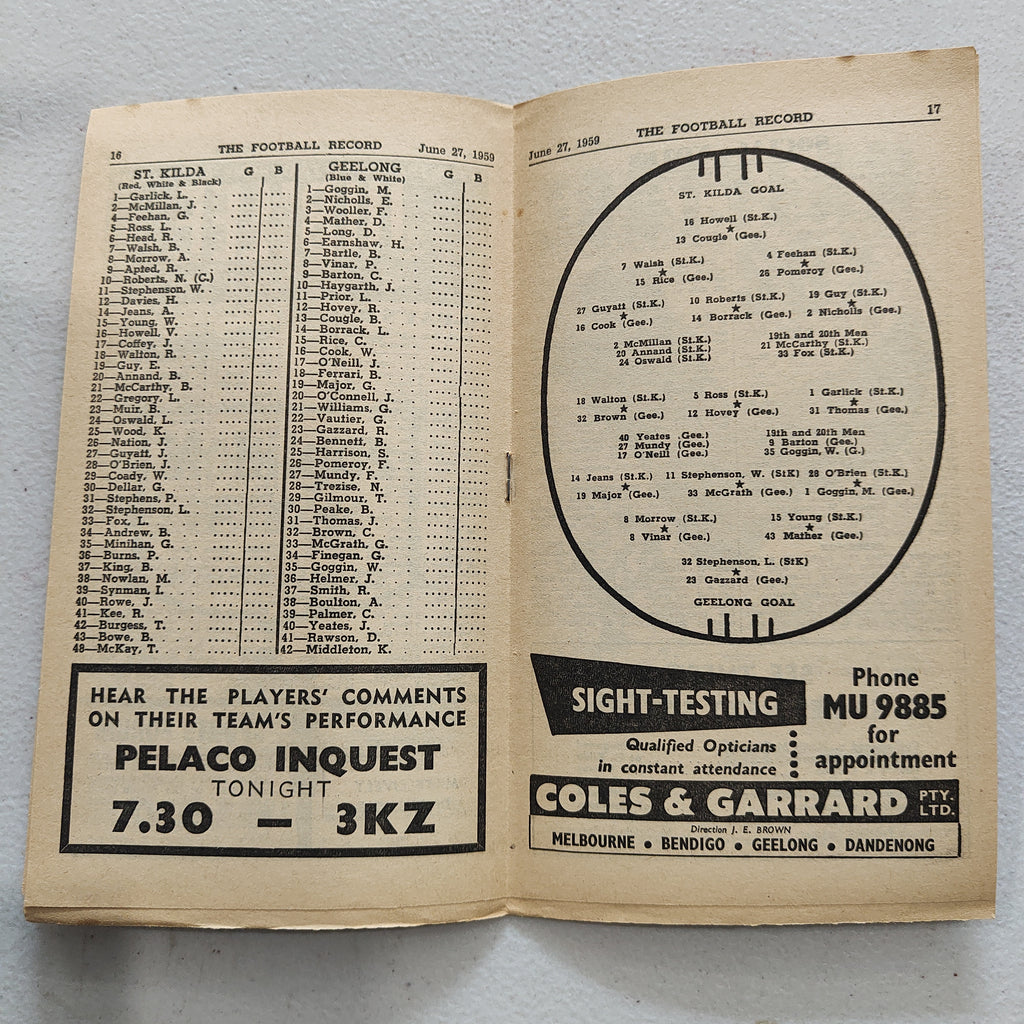 16 THE FOOTBALL RECORD June 27, 1959
ST. KILDA G B
(Red, White & Black)
1—Garlick, L.
2—McMillan, J.
4—Feehan, G.
5—Ross, L.
6—Head, R.
7—Walsh, B.
8—Morrow, A.
9—Apted, R.
10—Roberts, N. (C.)
11—Stephenson, W.
12—Davies, H.
14—Jeans, A.
15—Young, W.
16—Howell, V.
17—Coffey, J.
18—Walton, R.
19—Guy, E.
20—Annand, B.
21—McCarthy, B.
22—Gregory, L.
23—Muir, B.
24—Oswald, L.
25—Wood, K.
26—Nation, J.
27—Guyatt, J.
28—O'Brien, J.
29—Coady, W.
30—Dellar, G.
31—Stephens, P.
32—Stephenson, L.
33—Fox, L.
34—Andrew, B.
35—Minihan, G.
36—Burns. P.
37—King, B.
38—Nowlan, M.
39—Synman, I.
40—Rowe, J.
41—Kee, R.
42—Burgess, T.
43—Bowe, B.
48—McKay, T.
GEELONG G B
(Blue & White)
1—Goggin, M.
2—Nicholls, E.
3—Wooller, F.
4—Mather, D.
5—Long, D.
6—Earnshaw, H.
7—Bartle, B.
8—Vinar, P.
9—Barton, C.
10—Haygarth, J.
11—Prior, L.
12—Hovey, R.
13—Cougle, B.
14—Borrack, L.
15—Rice, C.
16—Cook, W.
17—O'Neill, J.
18—Ferrari, B.
19—Major, G.
20—O'Connell, J.
21—Williams, G.
22—Vautier, G.
23—Gazzard, R.
24—Bennett, B.
25—Harrison, S.
26—Pomeroy, F.
27—Mundy, F.
28—Trezise, N.
29—Gilmour, T.
30—Peake, B.
31—Thomas, J.
32—Brown, C.
33—McGrath, G.
34—Finegan, G.
35—Goggin, W.
36—Helmer, J.
37—Smith, R.
38—Boulton, A.
39—Palmer, C.
40—Yeates, J.
41—Rawson, D.
42—Middleton, K.
HEAR THE PLAYERS' COMMENTS
ON THEIR TEAM'S PERFORMANCE
PELACO INQUEST
TONIGHT
7.30 — 3KZ
June 27, 1959 THE FOOTBALL RECORD 17
ST. KILDA GOAL
16 Howell (St.K.)
13 Cougle (Gee.)
7 Walsh (St.K.) 4 Feehan (St.K.)
15 Rice (Gee.) 26 Pomeroy (Gee.)
27 Guyatt (St.K.) 10 Roberts (St.K.) 19 Guy (St.K.)
16 Cook (Gee.) 14 Borrack (Gee.) 2 Nicholls (Gee.)
2 McMillan (St.K.) 19th and 20th Men
20 Annand (St.K.) 21 McCarthy (St.K.)
24 Oswald (St.K.) 33 Fox (St.K.)
18 Walton (St.K.) 5 Ross (St.K.) 1 Garlick (St.K.)
32 Brown (Gee.) 12 Hovey (Gee.) 31 Thomas (Gee.)
40 Yeates .Gee.) 19th and 20th Men
27 Mundy (Gee.) 9 Barton (Gee.)
17 O'Neill (Gee.) 35 Goggin, W. (G.)
14 Jeans (St.K.) 11 Stephenson, W. (StK) 28 O'Brien (St.K.)
19 Major (Gee.) 33 McGrath (Gee.) 1 Goggin, M. (Gee.)
8 Morrow (St.K.) 15 Young (St.K.)
8 Vinar (Gee.) 43 Mather (Gee.)
32 Stephenson, L. (StK)
23 Gazzard (Gee.)
GEELONG GOAL
SIGHT-TESTING
Qualified Opticians
in constant attendance
Phone
MU 9885
for
appointment
COLES & GARRARD PTY. LTD.
Direction J. E. BROWN
MELBOURNE • BENDIGO • GEELONG • DANDENONG